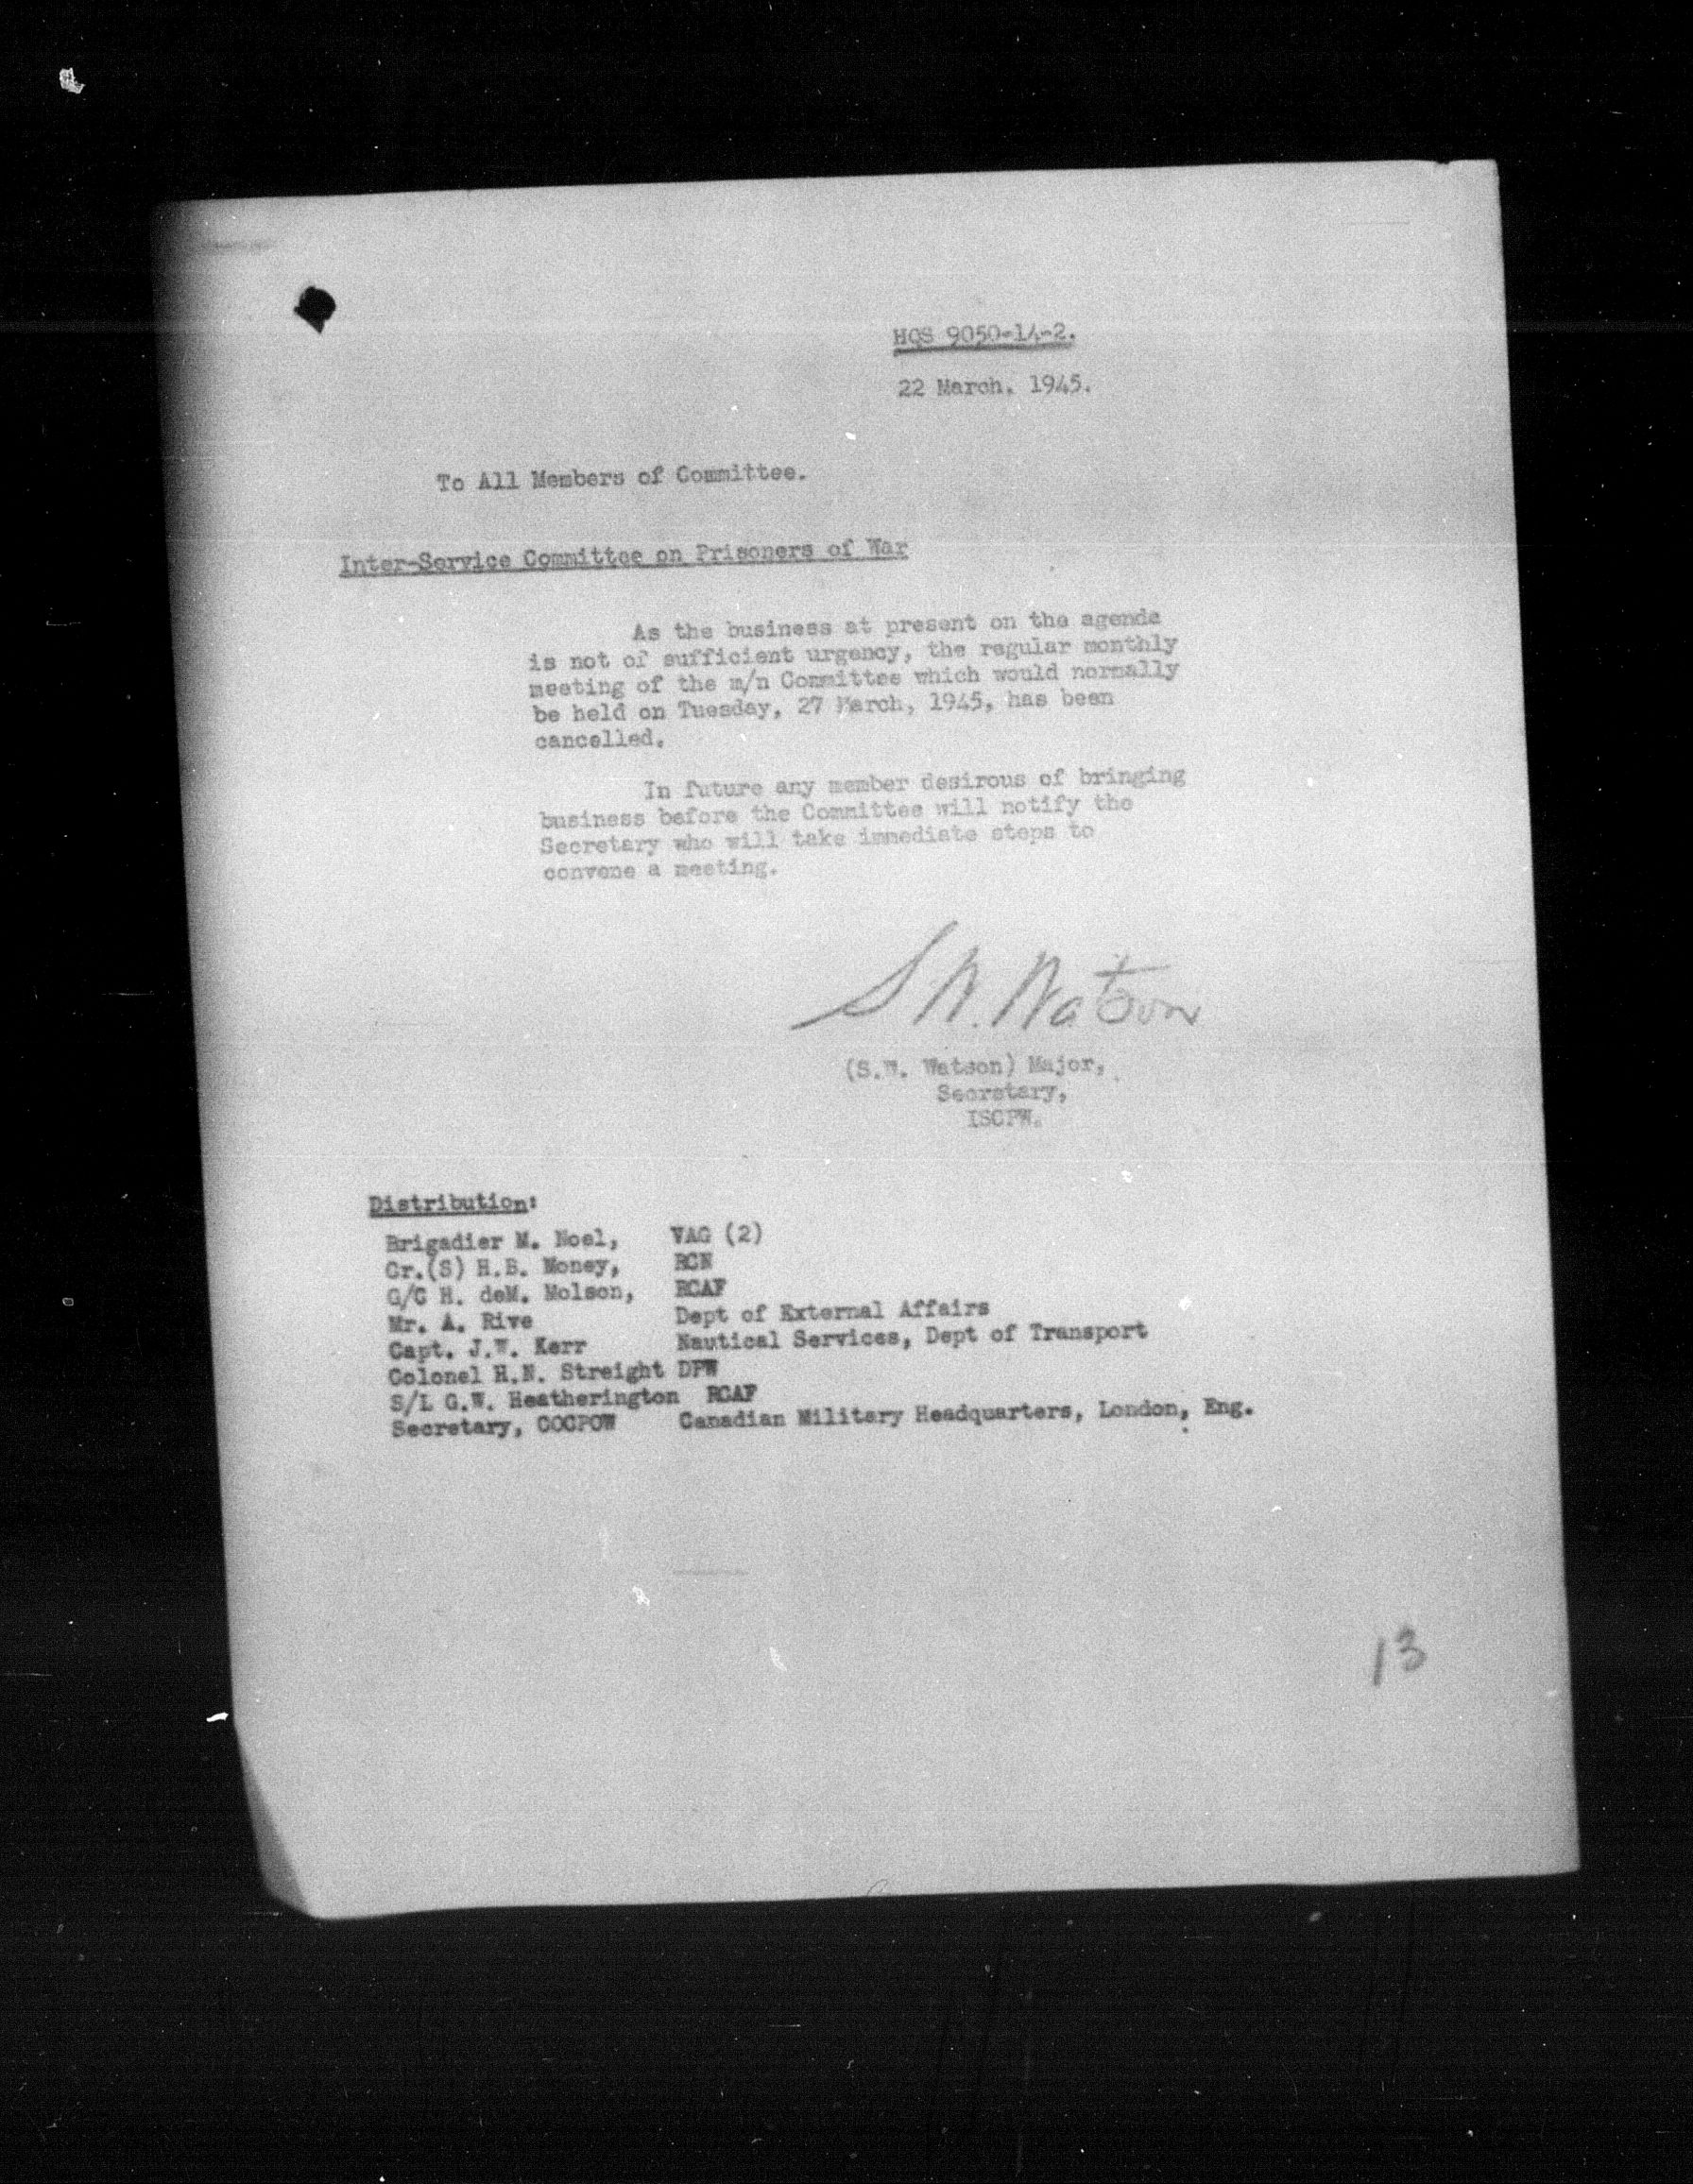 HQS 9050-14-2.
22 March. 1945.
To All Members of Committee.
Inter-Service Committee on Prisoners of War
As the business at present on the agenda
is not of sufficient urgency, the regular monthly
meeting of the m/n Committee which would normally
be held on Tuesday, 27 March, 1945, has been
cancelled.
In future any member desirous of bringing
business before the Committee will notify the
Secretary who will take immediate steps to
convene a meeting.
S W. Watson
(S.W. Watson) Major,
Secretary,
ISCPW.
Distribution:
Brigadier M. Noel, VAG (2)
Cr.(S) H.B. Money, RCN
G/C H. deM. Molson, RCAF
Mr. A. Rive Dept of External Affairs
Capt. J.W. Kerr Nautical Services, Dept of Transport
Colonel H.N. Streight DPW
S/L G.W. Heatherington RCAF
Secretary, COCPOW Canadian Military Headquarters, London, Eng.
13